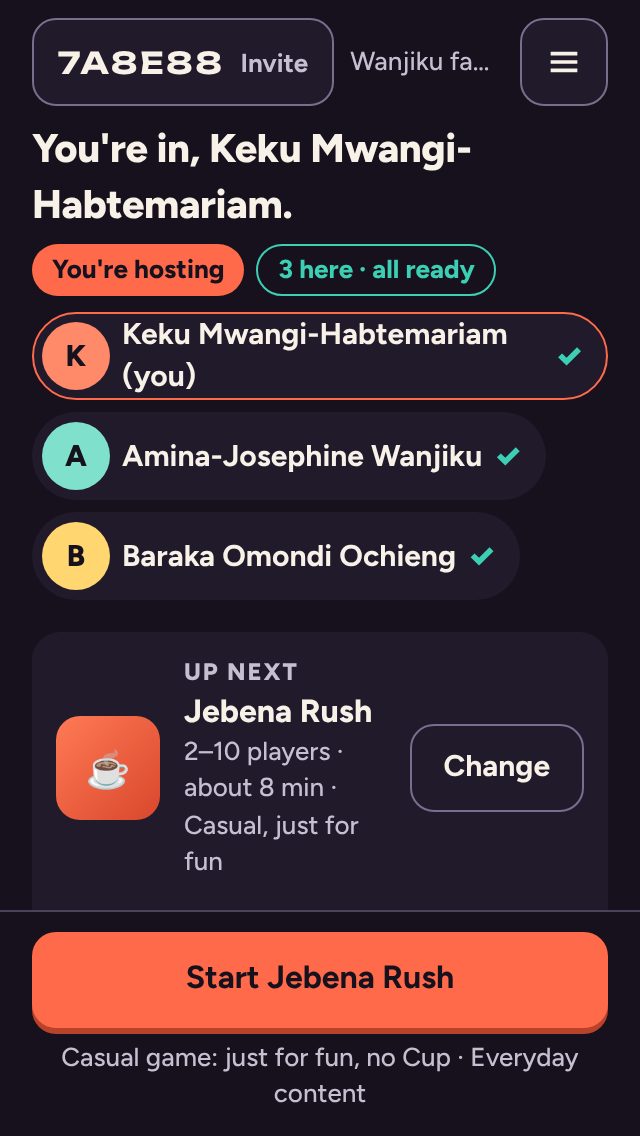 7A8E88 Invite
Wanjiku fa...
You're in, Keku Mwangi-
Habtemariam.
You're hosting
3 here · all ready
K
Keku Mwangi-Habtemariam
(you)
A
Amina-Josephine Wanjiku
B
Baraka Omondi Ochieng
UP NEXT
Jebena Rush
2–10 players ·
about 8 min ·
Casual, just for
fun
Change
Start Jebena Rush
Casual game: just for fun, no Cup · Everyday
content